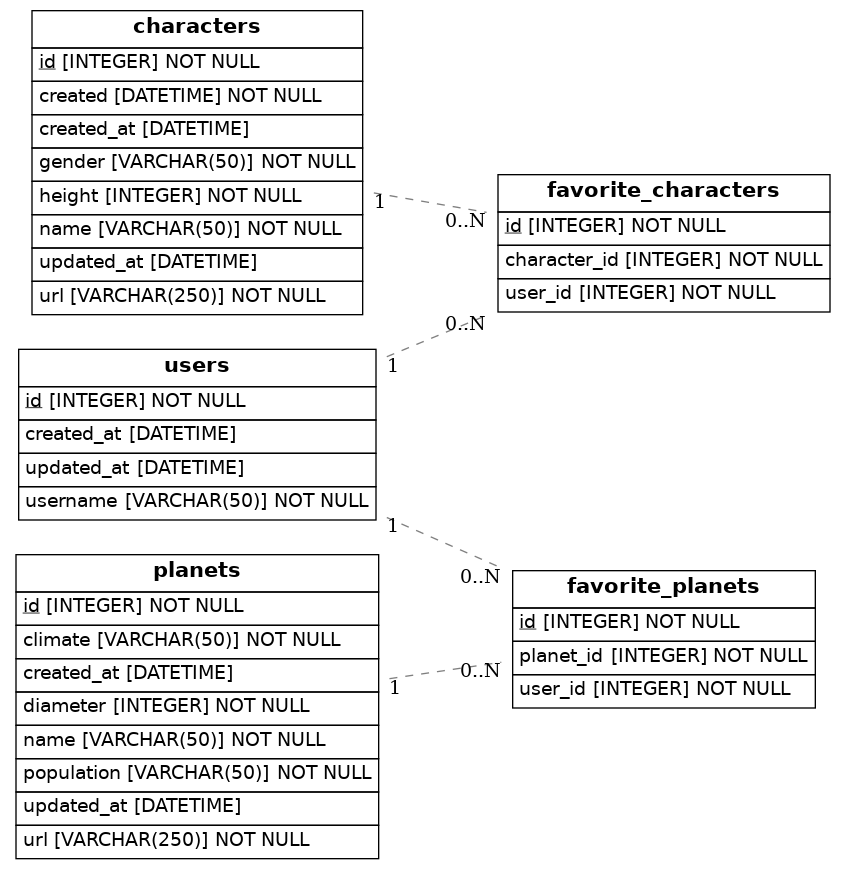 characters
id [INTEGER] NOT NULL
created [DATETIME] NOT NULL
created_at [DATETIME]
gender [VARCHAR(50)] NOT NULL
height [INTEGER] NOT NULL
name [VARCHAR(50)] NOT NULL
updated_at [DATETIME]
url [VARCHAR(250)] NOT NULL
1
0..N
favorite_characters
id [INTEGER] NOT NULL
character_id [INTEGER] NOT NULL
user_id [INTEGER] NOT NULL
0..N
1
users
id [INTEGER] NOT NULL
created_at [DATETIME]
updated_at [DATETIME]
username [VARCHAR(50)] NOT NULL
1
0..N
planets
id [INTEGER] NOT NULL
climate [VARCHAR(50)] NOT NULL
created_at [DATETIME]
diameter [INTEGER] NOT NULL
name [VARCHAR(50)] NOT NULL
population [VARCHAR(50)] NOT NULL
updated_at [DATETIME]
url [VARCHAR(250)] NOT NULL
1
0..N
favorite_planets
id [INTEGER] NOT NULL
planet_id [INTEGER] NOT NULL
user_id [INTEGER] NOT NULL